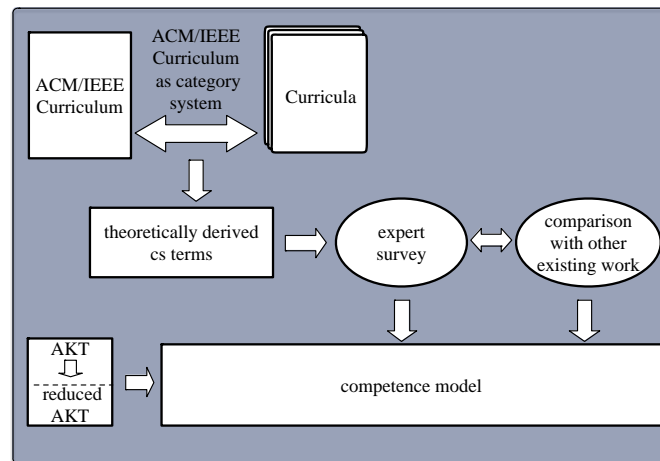 ACM/IEEE
Curriculum
ACM/IEEE
Curriculum
as category
system
Curricula
theoretically derived
cs terms
expert
survey
comparison
with other
existing work
AKT
reduced
AKT
competence model